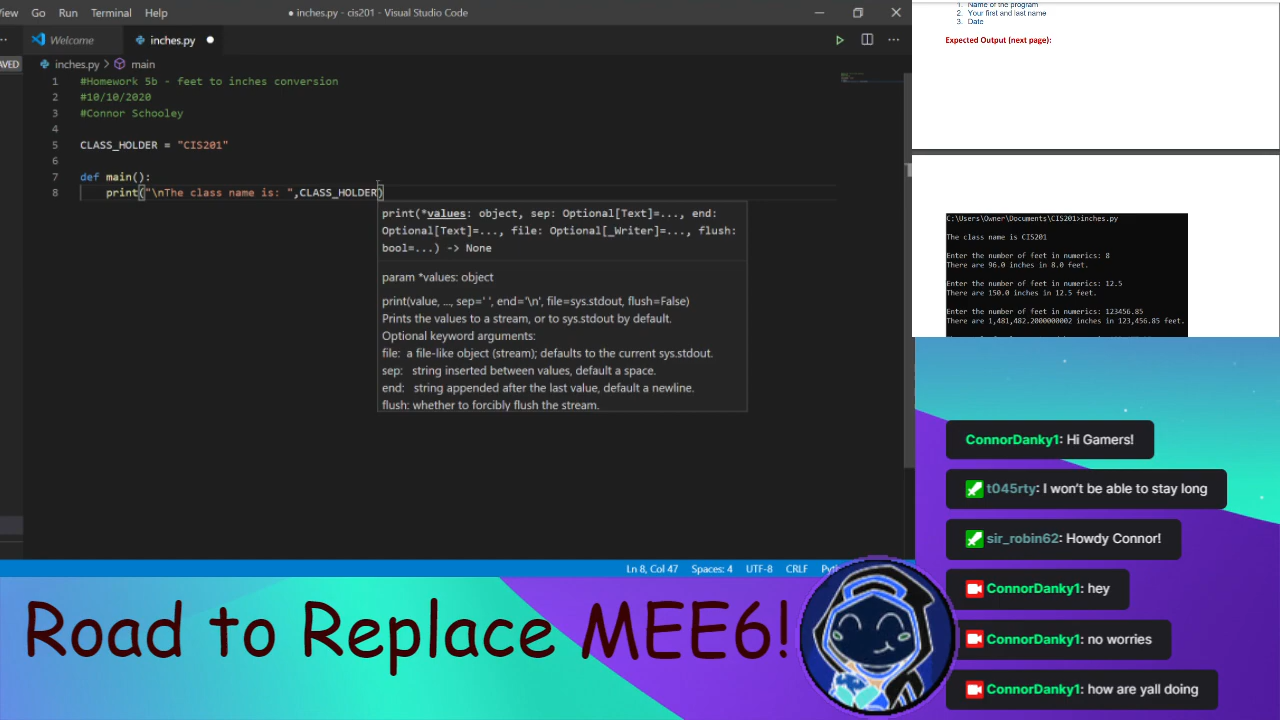 View Go Run Terminal Help
● inches.py - cis201 - Visual Studio Code
Welcome
inches.py ●
inches.py > main
1 #Homework 5b - feet to inches conversion
2 #10/10/2020
3 #Connor Schooley
4
5 CLASS_HOLDER = "CIS201"
6
7 def main():
8 print("\nThe class name is: ",CLASS_HOLDER)
print(*values: object, sep: Optional[Text]=..., end:
Optional[Text]=..., file: Optional[_Writer]=..., flush:
bool=...) -> None
param *values: object
print(value, ..., sep=' ', end='\n', file=sys.stdout, flush=False)
Prints the values to a stream, or to sys.stdout by default.
Optional keyword arguments:
file: a file-like object (stream); defaults to the current sys.stdout.
sep: string inserted between values, default a space.
end: string appended after the last value, default a newline.
flush: whether to forcibly flush the stream.
Ln 8, Col 47 Spaces: 4 UTF-8 CRLF
1. Name of the program
2. Your first and last name
3. Date
Expected Output (next page):
C:\Users\Owner\Documents\CIS201>inches.py
The class name is CIS201
Enter the number of feet in numerics: 8
There are 96.0 inches in 8.0 feet.
Enter the number of feet in numerics: 12.5
There are 150.0 inches in 12.5 feet.
Enter the number of feet in numerics: 123456.85
There are 1,481,482.2000000002 inches in 123,456.85 feet.
ConnorDanky1: Hi Gamers!
t045rty: I won't be able to stay long
sir_robin62: Howdy Connor!
ConnorDanky1: hey
ConnorDanky1: no worries
ConnorDanky1: how are yall doing
Road to Replace MEE6!